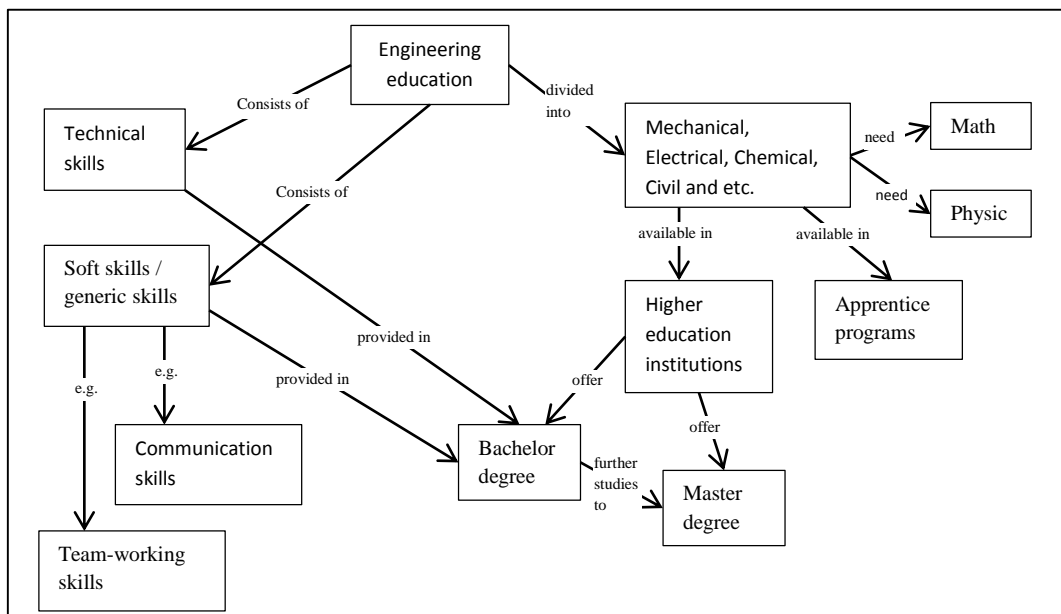 Engineering
education
Consists of
divided
into
Technical
skills
Mechanical,
Electrical, Chemical,
Civil and etc.
need
Math
need
Physic
Consists of
available in
available in
Soft skills /
generic skills
Higher
education
institutions
Apprentice
programs
provided in
e.g.
e.g.
provided in
offer
offer
Communication
skills
Bachelor
degree
further
studies
to
Master
degree
Team-working
skills